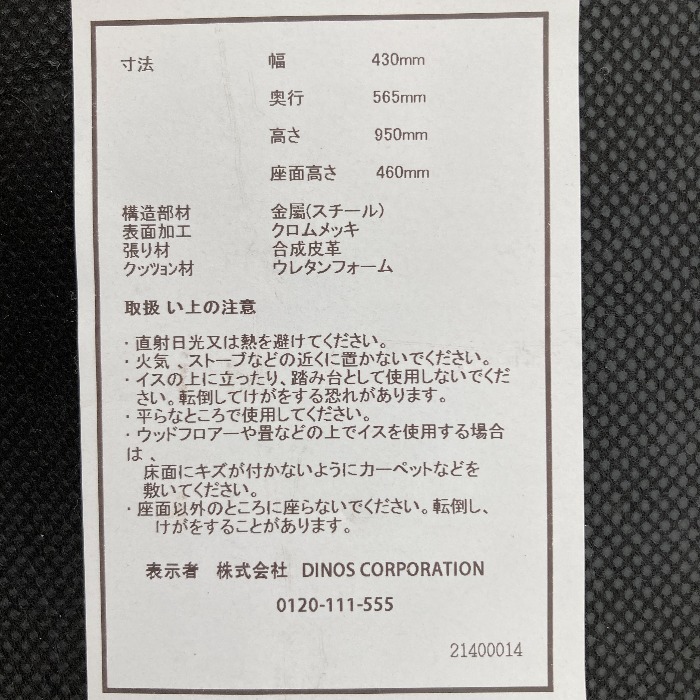 寸法 幅 430mm
奥行 565mm
高さ 950mm
座面高さ 460mm
構造部材 金属(スチール)
表面加工 クロムメッキ
張り材 合成皮革
クッション材 ウレタンフォーム
取扱 い上の注意
・直射日光又は熱を避けてください。
・火気 、ストーブなどの近くに置かないでください。
・イスの上に立ったり、踏み台として使用しないでくだ
さい。転倒してけがをする恐れがあります。
・平らなところで使用してください。
・ウッドフロアーや畳などの上でイスを使用する場合
は 、
床面にキズが付かないようにカーペットなどを
敷いてください。
・座面以外のところに座らないでください。転倒し、
けがをすることがあります。
表示者 株式会社 DINOS CORPORATION
0120-111-555
21400014